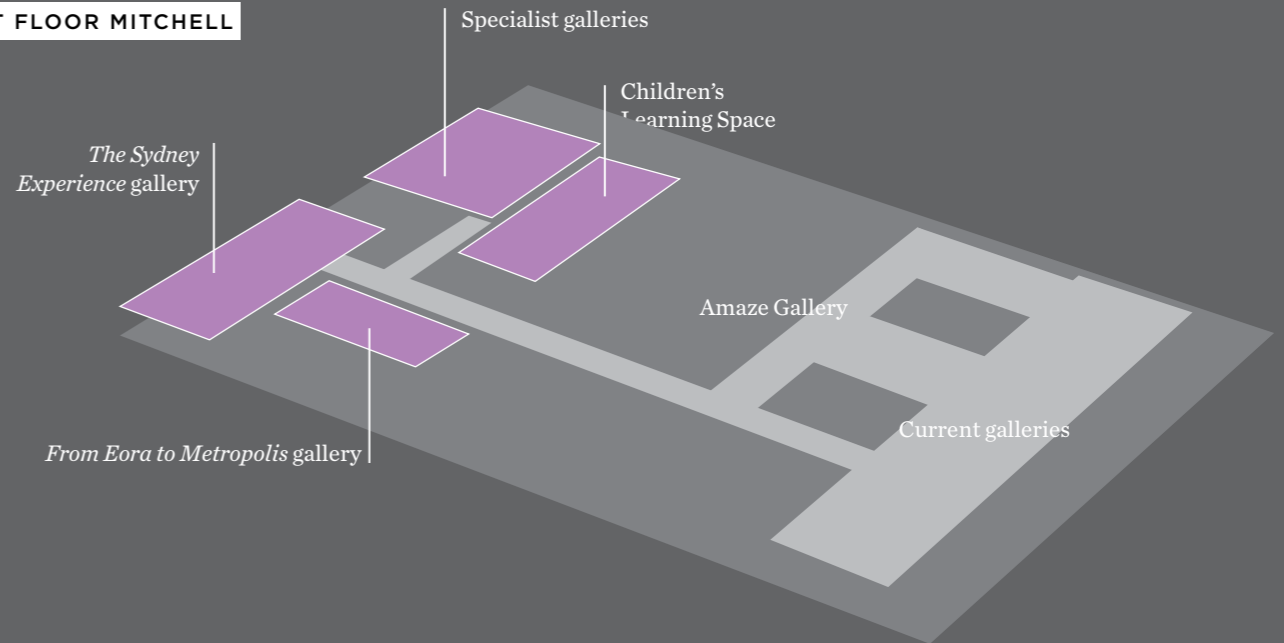 T FLOOR MITCHELL
Specialist galleries
Children’s
Learning Space
The Sydney
Experience gallery
Amaze Gallery
Current galleries
From Eora to Metropolis gallery